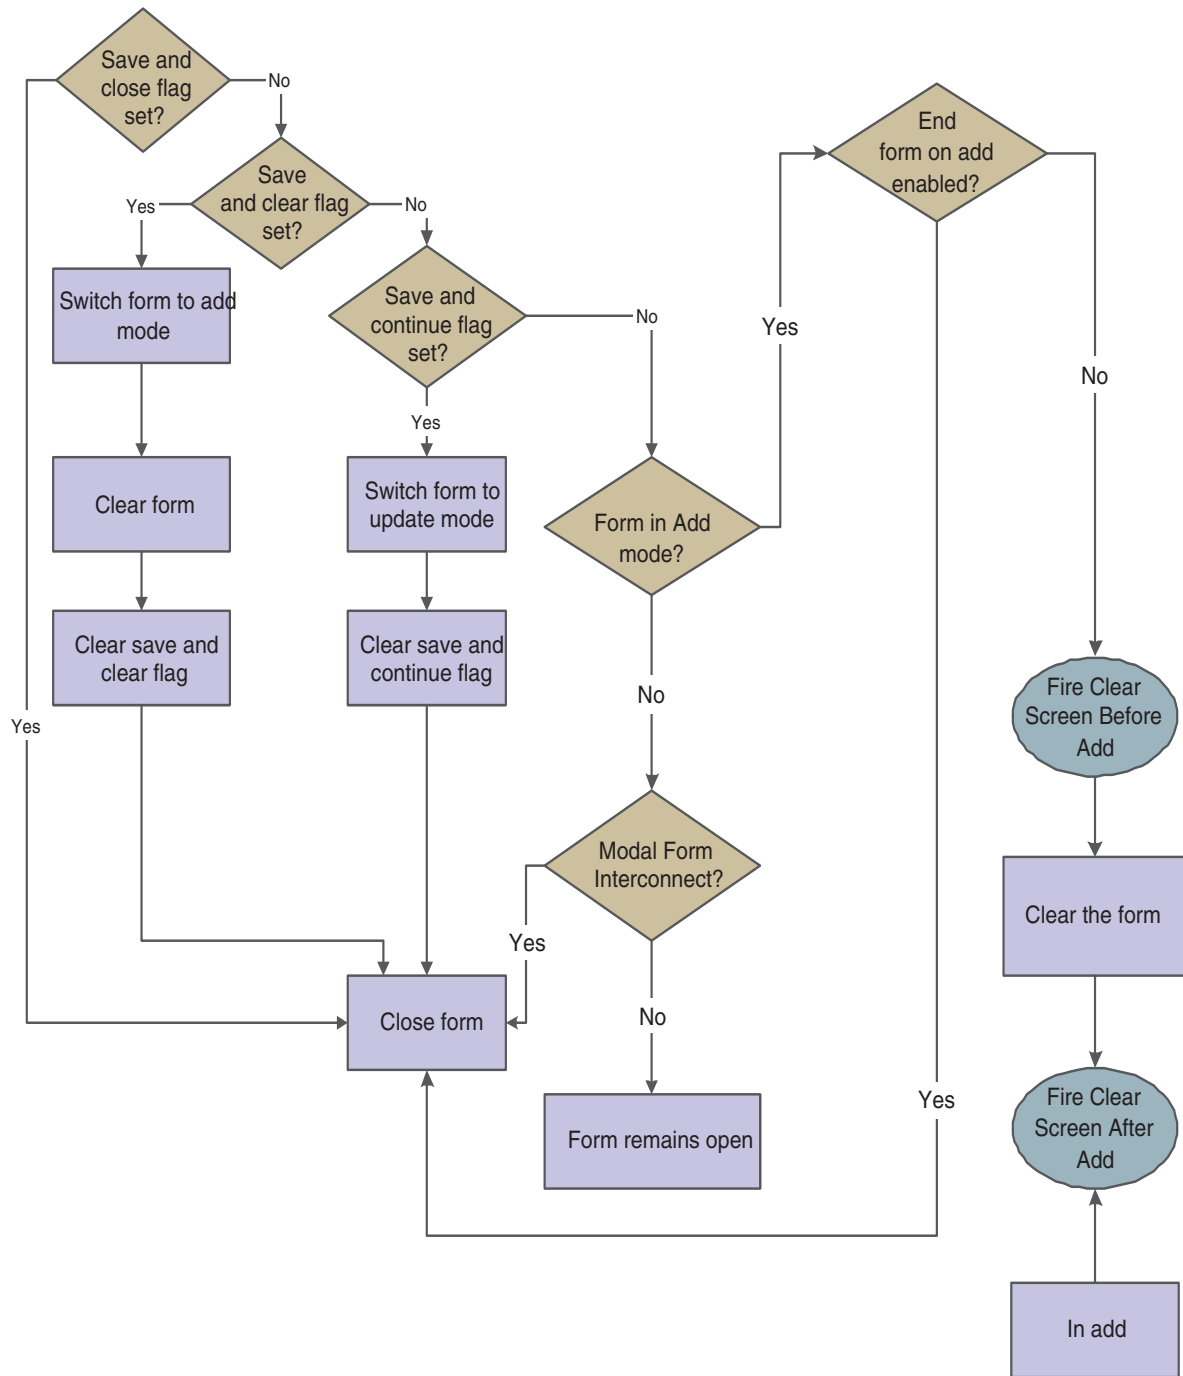 Save and
close flag
set?
No
Save
and clear flag
set?
Yes
No
End
form on add
enabled?
Switch form to add
mode
Save and
continue flag
set?
No
Yes
No
Yes
Clear form
Switch form to
update mode
Form in Add
mode?
Clear save and
clear flag
Clear save and
continue flag
No
Yes
Fire Clear
Screen Before
Add
Modal Form
Interconnect?
Yes
Clear the form
Close form
No
Form remains open
Yes
Fire Clear
Screen After
Add
In add